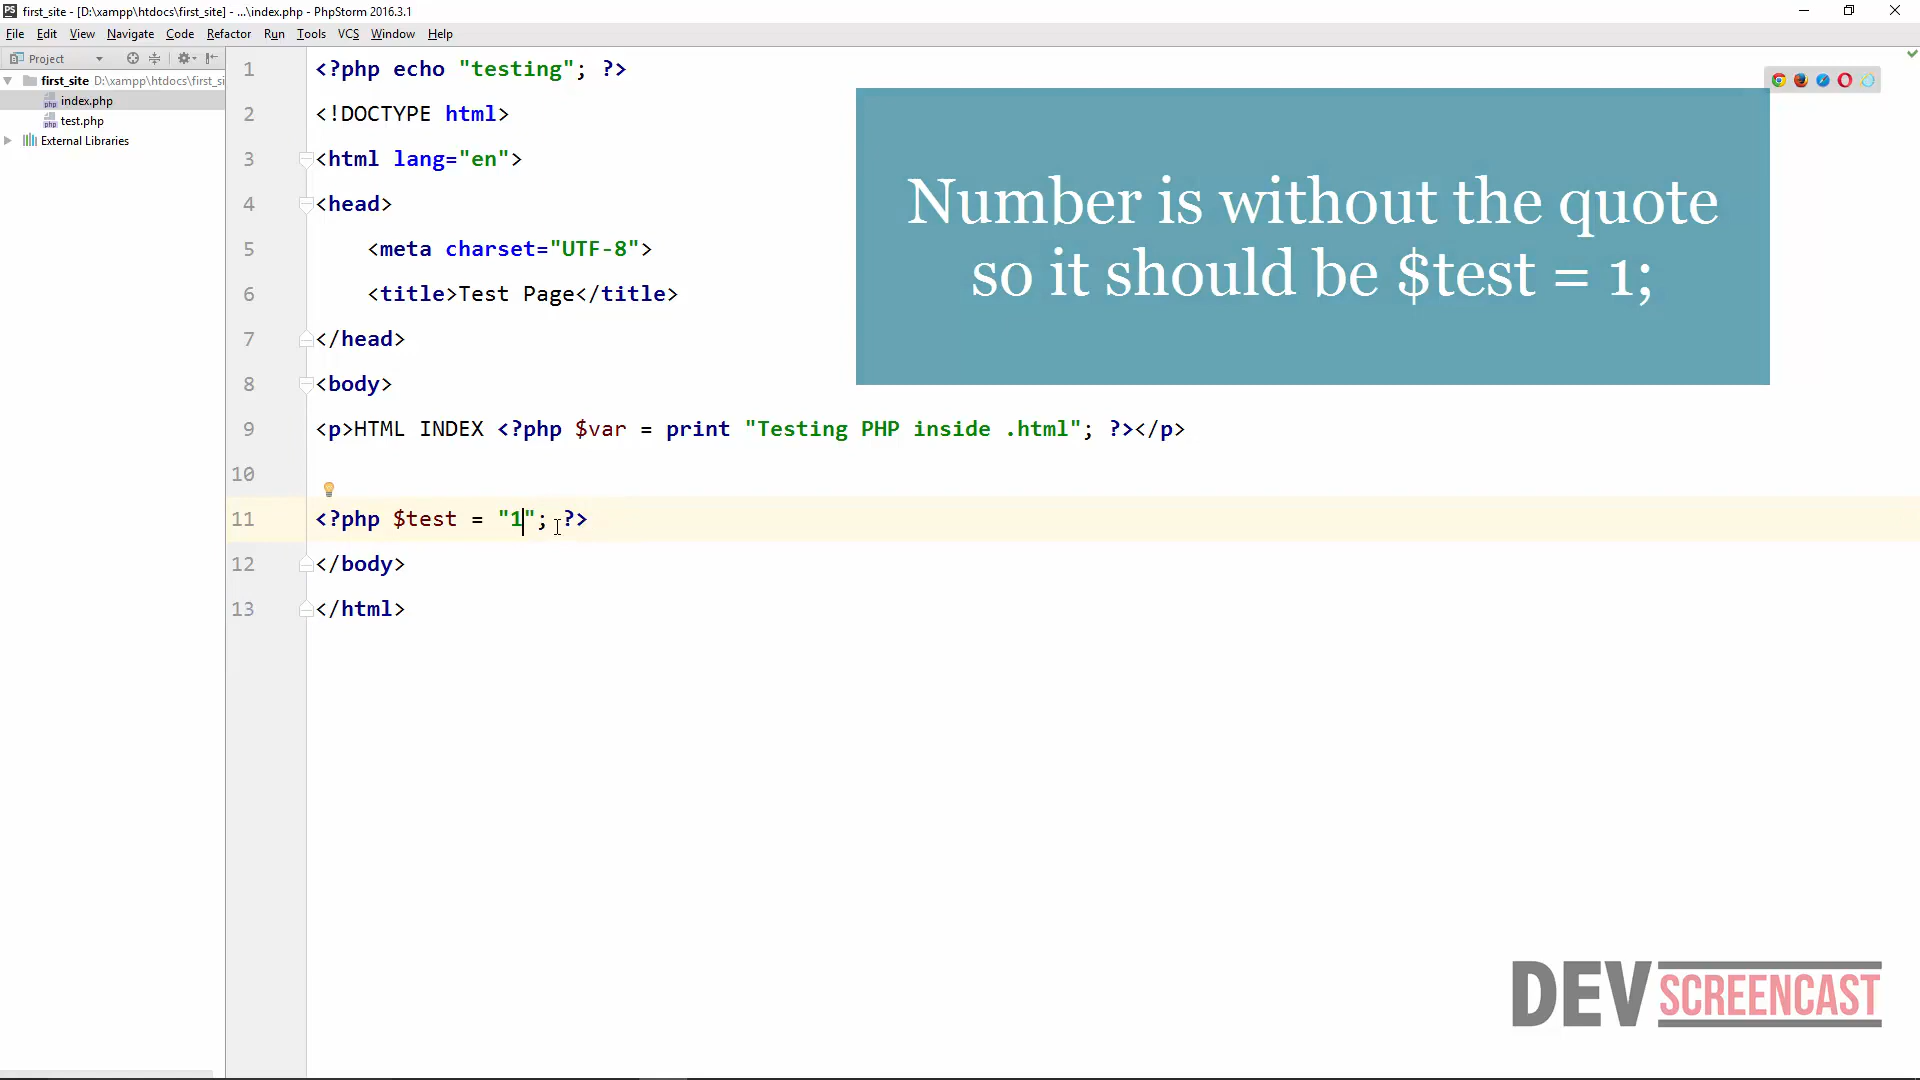 PS first_site - [D:\xampp\htdocs\first_site] - ...\index.php - PhpStorm 2016.3.1
File Edit View Navigate Code Refactor Run Tools VCS Window Help
Project
first_site D:\xampp\htdocs\first_si
index.php
test.php
External Libraries
1 <?php echo "testing"; ?>
2 <!DOCTYPE html>
3 <html lang="en">
4 <head>
5 <meta charset="UTF-8">
6 <title>Test Page</title>
7 </head>
8 <body>
9 <p>HTML INDEX <?php $var = print "Testing PHP inside .html"; ?></p>
10
11 <?php $test = "1"; ?>
12 </body>
13 </html>
Number is without the quote
so it should be $test = 1;
DEVSCREENCAST